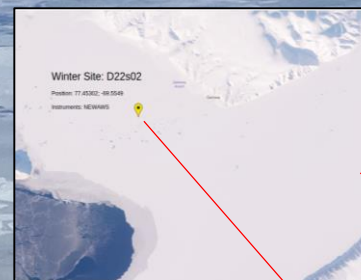 Winter Site: D22s02
Position: 77.45302; -69.5549
Instruments: NEWAWS